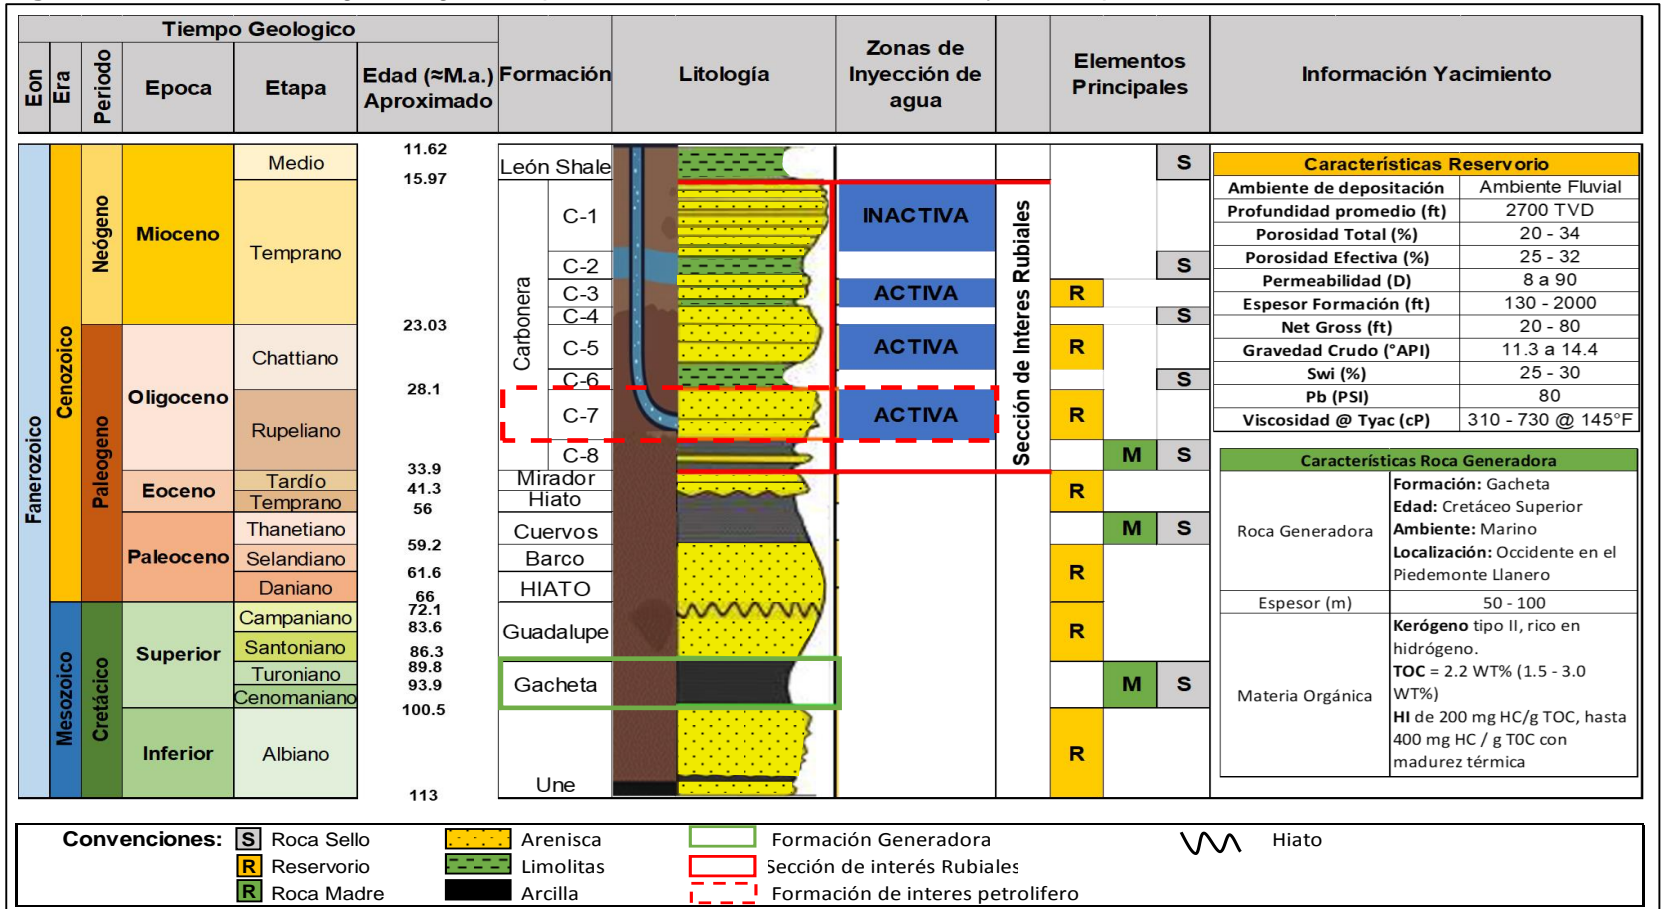 Tiempo Geologico
Eon
Era
Periodo
Epoca
Etapa
Edad (≈M.a.)
Aproximado
Formación
Litología
Zonas de
Inyección de
agua
Elementos
Principales
Información Yacimiento
Fanerozoico
Cenozoico
Mesozoico
Neógeno
Paleogeno
Cretácico
Mioceno
Oligoceno
Eoceno
Paleoceno
Superior
Inferior
Medio
Temprano
Chattiano
Rupeliano
Tardío
Temprano
Thanetiano
Selandiano
Daniano
Campaniano
Santoniano
Turoniano
Cenomaniano
Albiano
11.62
15.97
23.03
28.1
33.9
41.3
56
59.2
61.6
66
72.1
83.6
86.3
89.8
93.9
100.5
113
León Shale
Carbonera
C-1
C-2
C-3
C-4
C-5
C-6
C-7
C-8
Mirador
Hiato
Cuervos
Barco
HIATO
Guadalupe
Gacheta
Une
INACTIVA
ACTIVA
ACTIVA
ACTIVA
Sección de Interes Rubiales
S
S
R
S
R
S
R
M S
R
M S
R
R
M S
R
Características Reservorio
Ambiente de depositación Ambiente Fluvial
Profundidad promedio (ft) 2700 TVD
Porosidad Total (%) 20 - 34
Porosidad Efectiva (%) 25 - 32
Permeabilidad (D) 8 a 90
Espesor Formación (ft) 130 - 2000
Net Gross (ft) 20 - 80
Gravedad Crudo (°API) 11.3 a 14.4
Swi (%) 25 - 30
Pb (PSI) 80
Viscosidad @ Tyac (cP) 310 - 730 @ 145°F
Características Roca Generadora
Roca Generadora
Formación: Gacheta
Edad: Cretáceo Superior
Ambiente: Marino
Localización: Occidente en el
Piedemonte Llanero
Espesor (m) 50 - 100
Materia Orgánica
Kerógeno tipo II, rico en
hidrógeno.
TOC = 2.2 WT% (1.5 - 3.0
WT%)
HI de 200 mg HC/g TOC, hasta
400 mg HC / g T0C con
madurez térmica
Convenciones:
S Roca Sello
R Reservorio
R Roca Madre
Arenisca
Limolitas
Arcilla
Formación Generadora
Sección de interés Rubiales
Formación de interes petrolifero
Hiato